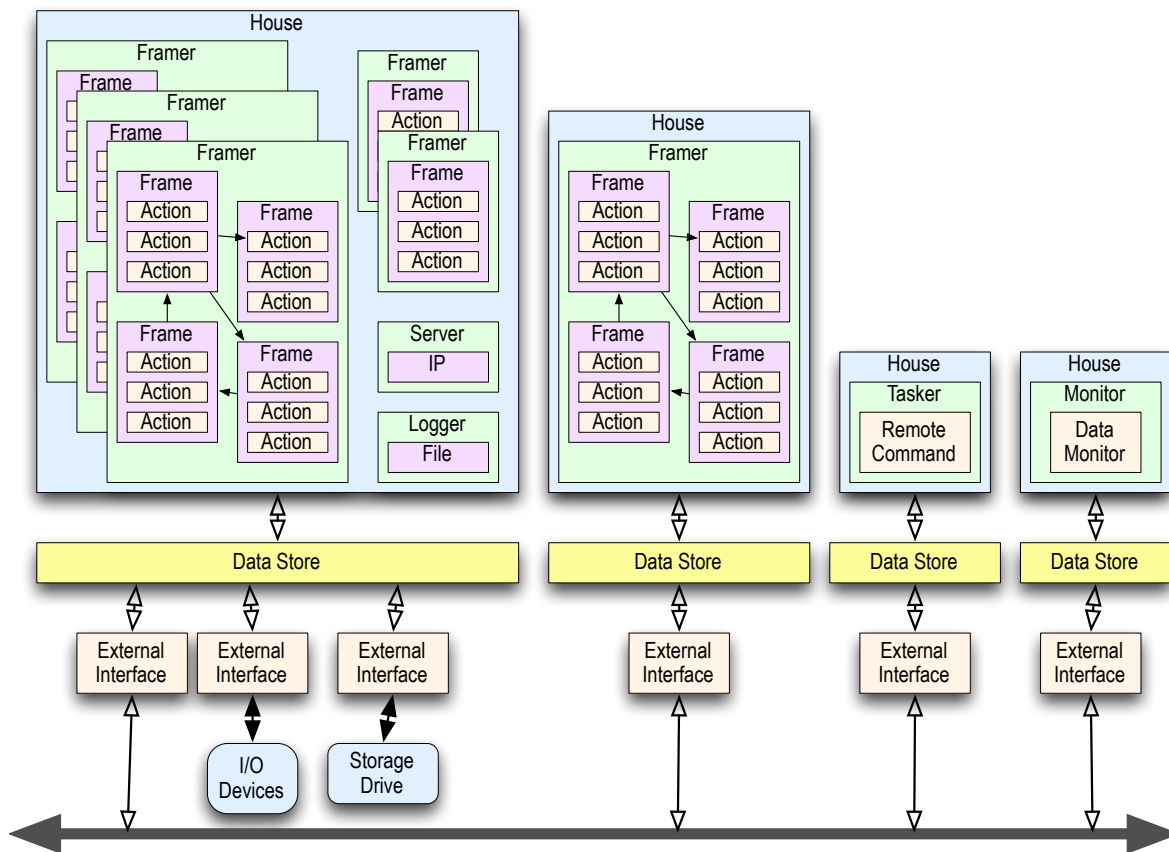 House
Framer
Frame
Framer
Frame
Framer
Frame
Action
Action
Action
Frame
Action
Action
Action
Frame
Action
Action
Action
Frame
Action
Action
Action
Framer
Frame
Action
Framer
Frame
Action
Action
Action
Server
IP
Logger
File
House
Framer
Frame
Action
Action
Action
Frame
Action
Action
Action
Frame
Action
Action
Action
Frame
Action
Action
Action
House
Tasker
Remote
Command
House
Monitor
Data
Monitor
Data Store
Data Store
Data Store
Data Store
External
Interface
External
Interface
External
Interface
External
Interface
External
Interface
External
Interface
I/O
Devices
Storage
Drive